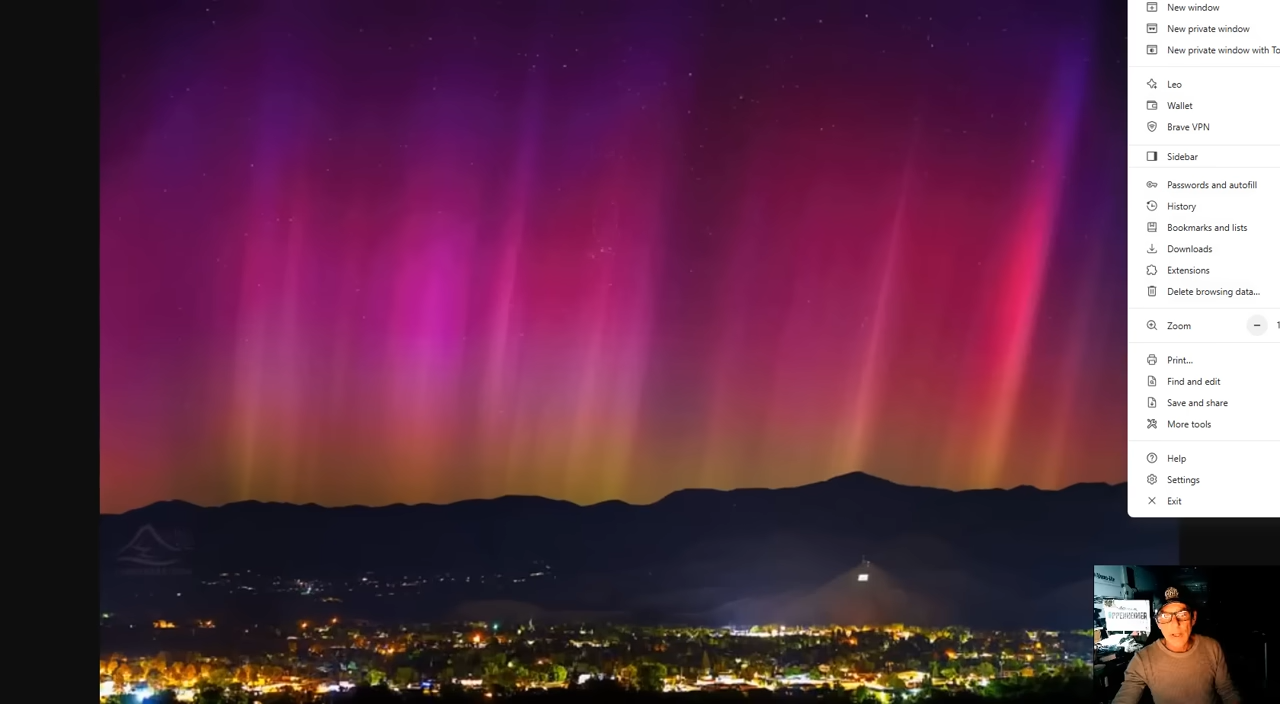 New window
New private window
New private window with To
Leo
Wallet
Brave VPN
Sidebar
Passwords and autofill
History
Bookmarks and lists
Downloads
Extensions
Delete browsing data...
Zoom
Print...
Find and edit
Save and share
More tools
Help
Settings
Exit